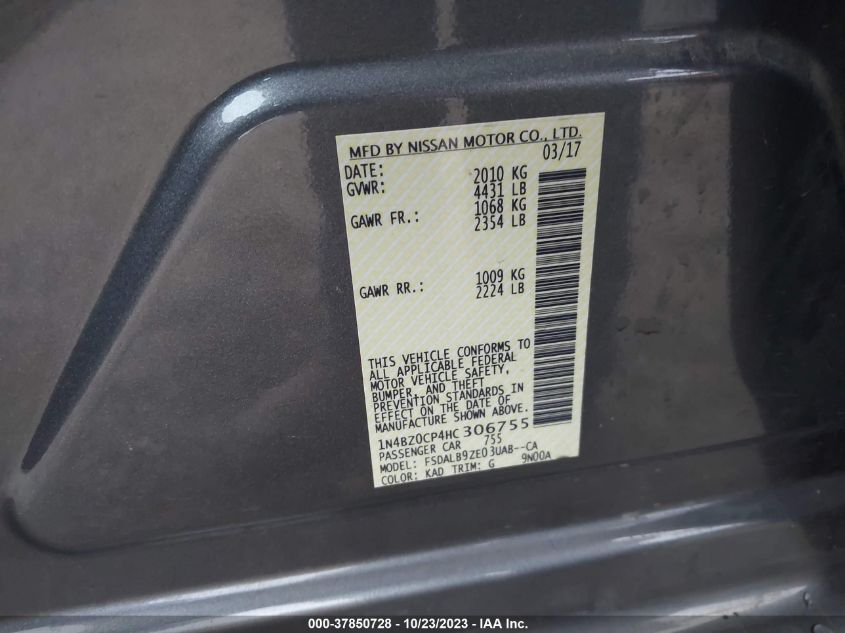 MFD BY NISSAN MOTOR CO., LTD.
DATE: 03/17
GVWR: 2010 KG
4431 LB
GAWR FR.: 1068 KG
2354 LB
GAWR RR.: 1009 KG
2224 LB
THIS VEHICLE CONFORMS TO
ALL APPLICABLE FEDERAL
MOTOR VEHICLE SAFETY,
BUMPER, AND THEFT
PREVENTION STANDARDS IN
EFFECT ON THE DATE OF
MANUFACTURE SHOWN ABOVE.
1N4BZ0CP4HC306755
PASSENGER CAR 755
MODEL: FSDALB9ZE03UAB--CA
COLOR: KAD TRIM: G 9N00A
000-37850728 - 10/23/2023 - IAA Inc.